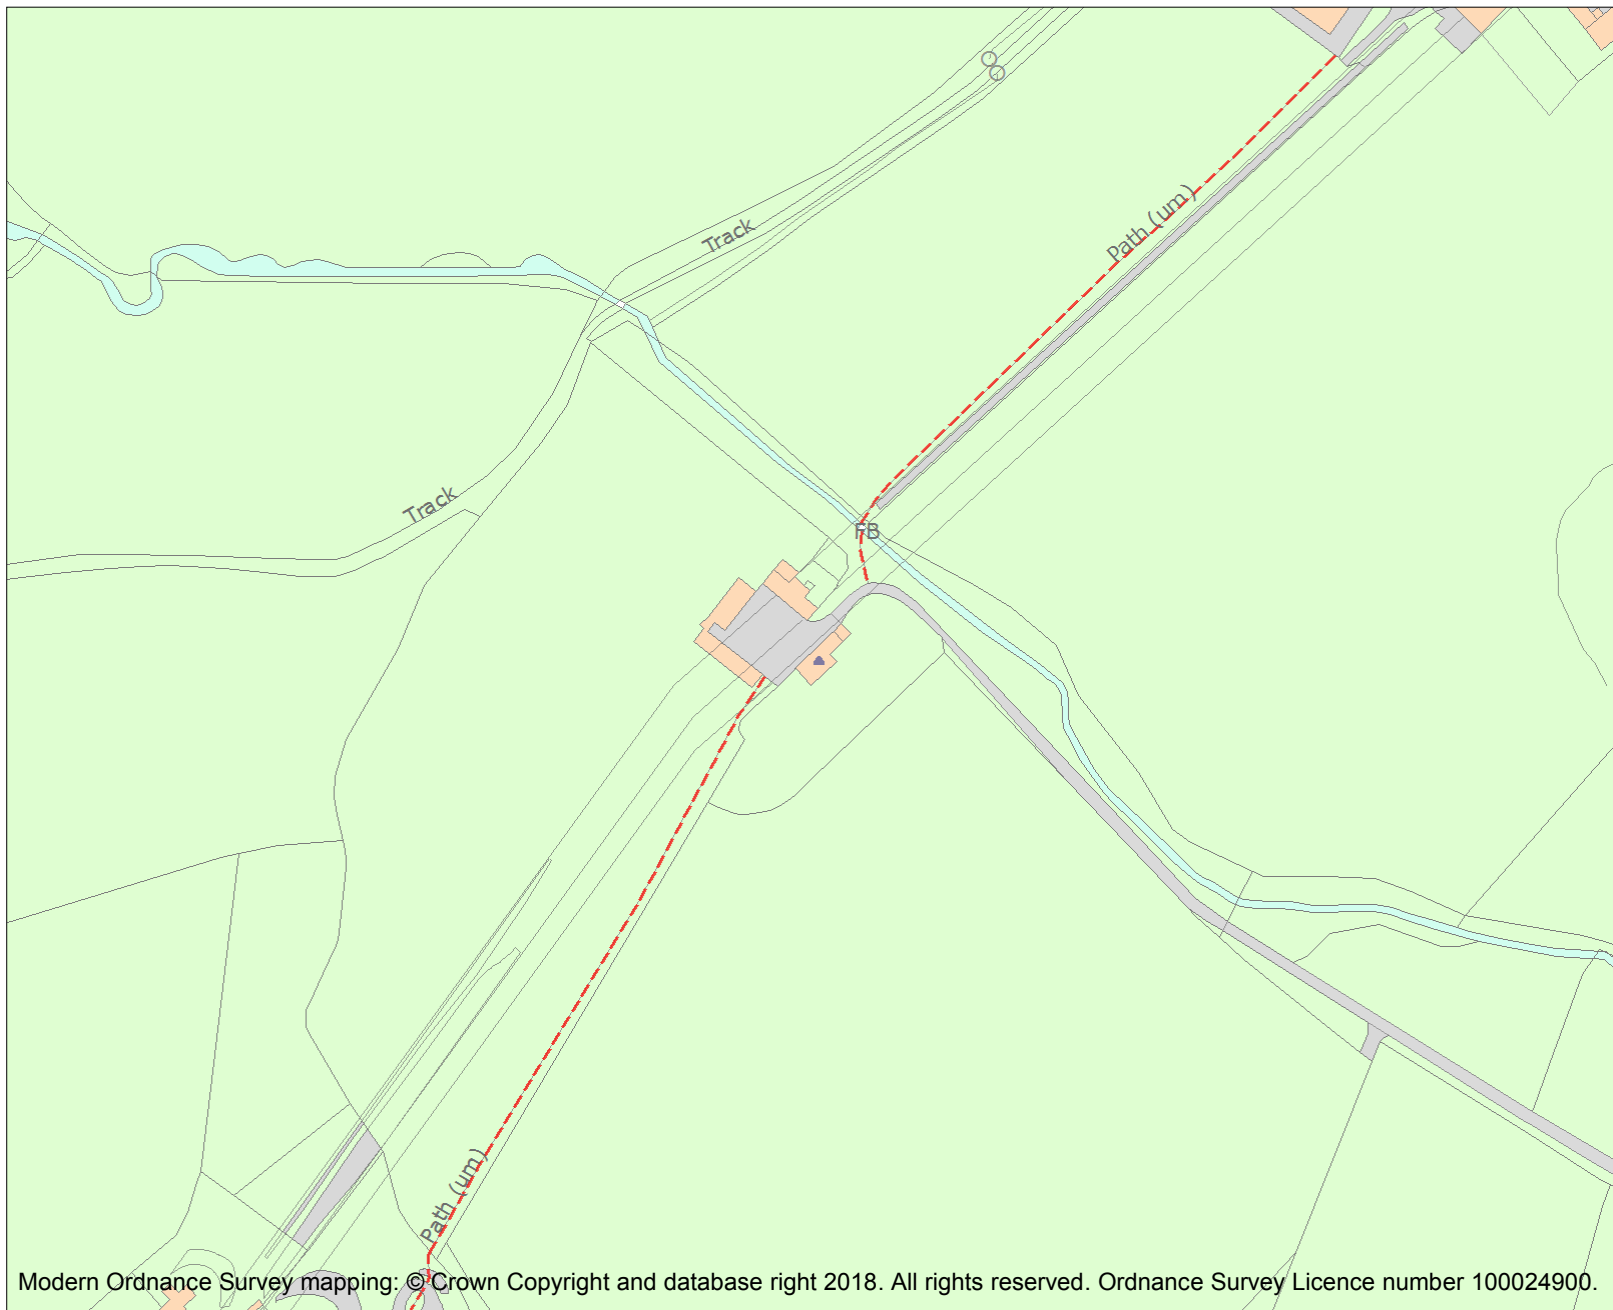 Track
Path (um)
Track
FB
Path (um)
Modern Ordnance Survey mapping: © Crown Copyright and database right 2018. All rights reserved. Ordnance Survey Licence number 100024900.